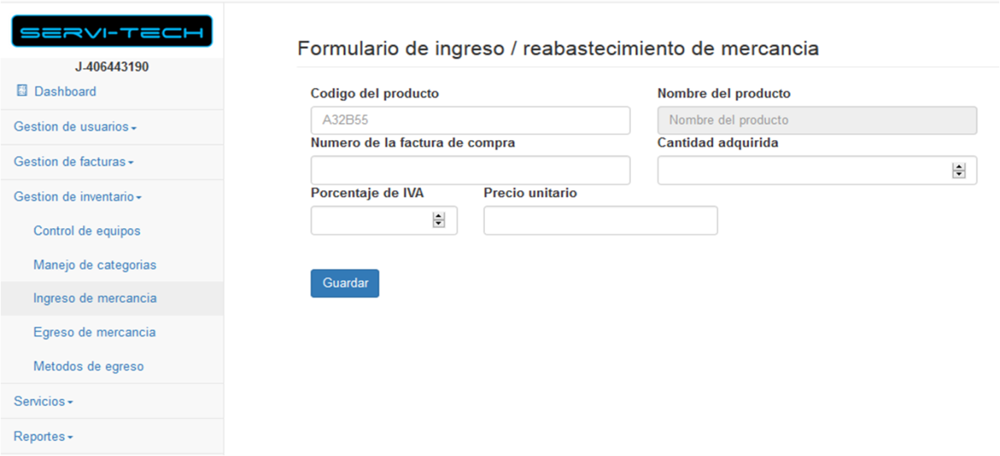 SERVI-TECH
J-406443190
Dashboard
Gestion de usuarios
Gestion de facturas
Gestion de inventario
Control de equipos
Manejo de categorias
Ingreso de mercancia
Egreso de mercancia
Metodos de egreso
Servicios
Reportes
Formulario de ingreso / reabastecimiento de mercancia
Codigo del producto
A32B55
Nombre del producto
Nombre del producto
Numero de la factura de compra
Cantidad adquirida
Porcentaje de IVA
Precio unitario
Guardar